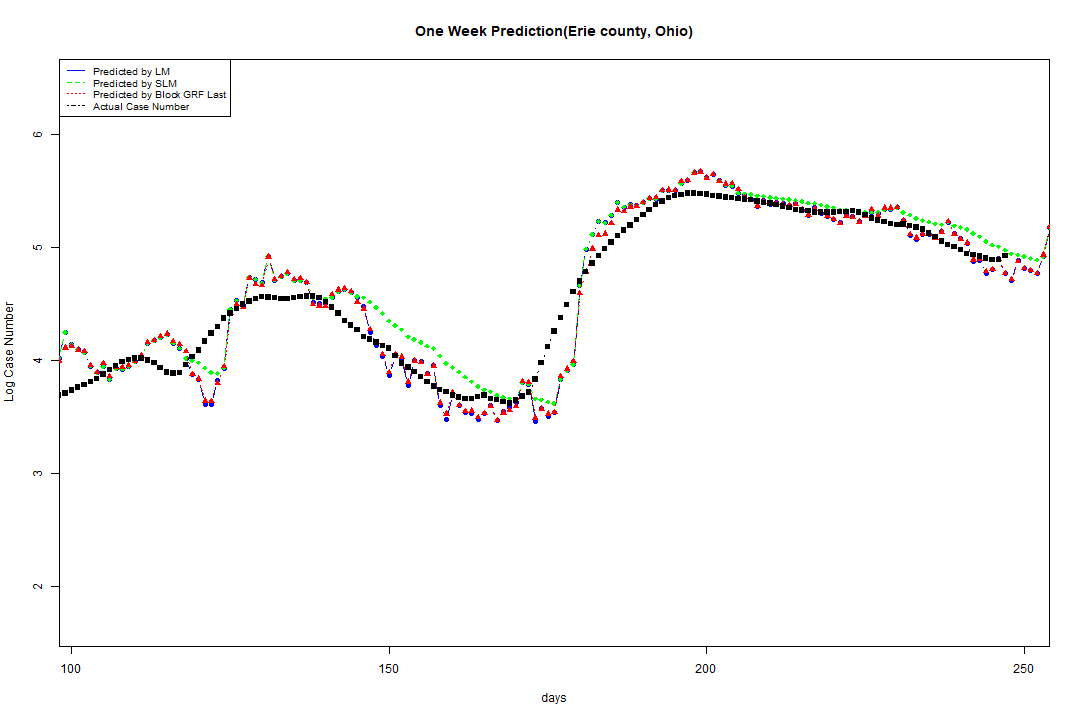 One Week Prediction(Erie county, Ohio)
Predicted by LM
Predicted by SLM
Predicted by Block GRF Last
Actual Case Number
6
5
4
3
2
Log Case Number
100 150 200 250
days